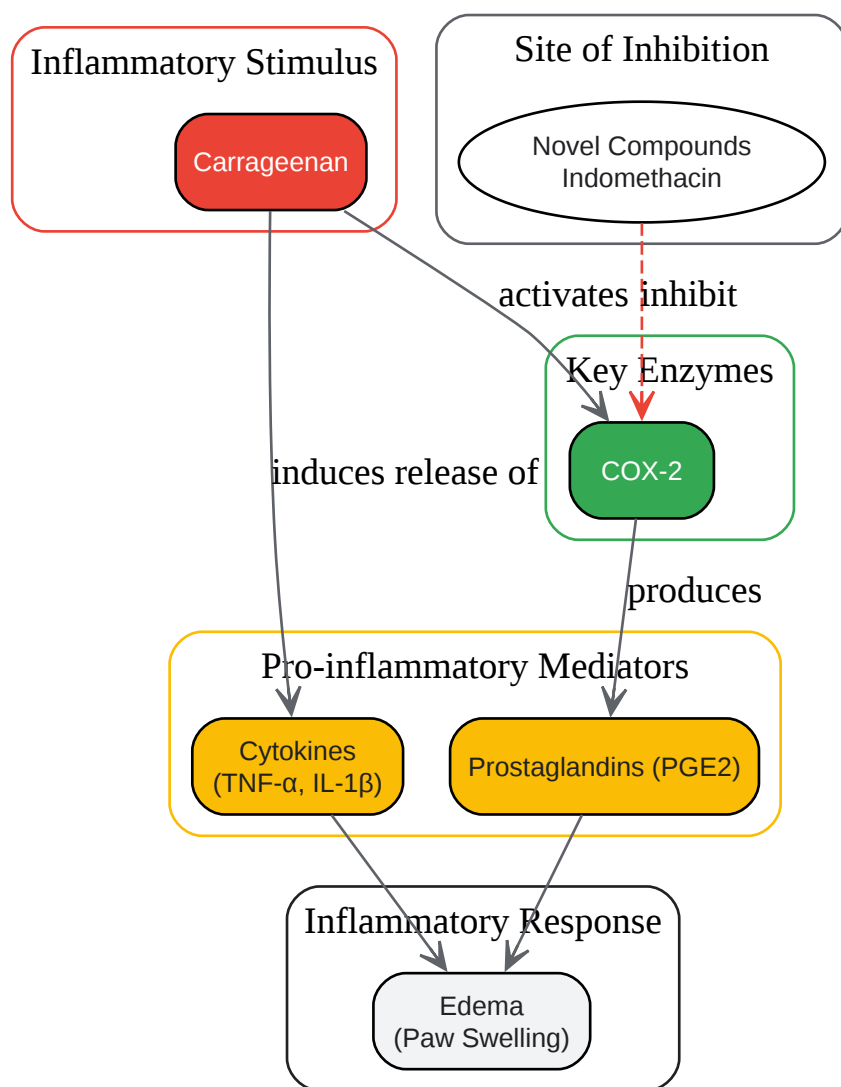 Inflammatory Stimulus
Carrageenan
Site of Inhibition
Novel Compounds
Indomethacin
activates
inhibit
Key Enzymes
COX-2
induces release of
produces
Pro-inflammatory Mediators
Cytokines
(TNF-α, IL-1β)
Prostaglandins (PGE2)
Inflammatory Response
Edema
(Paw Swelling)